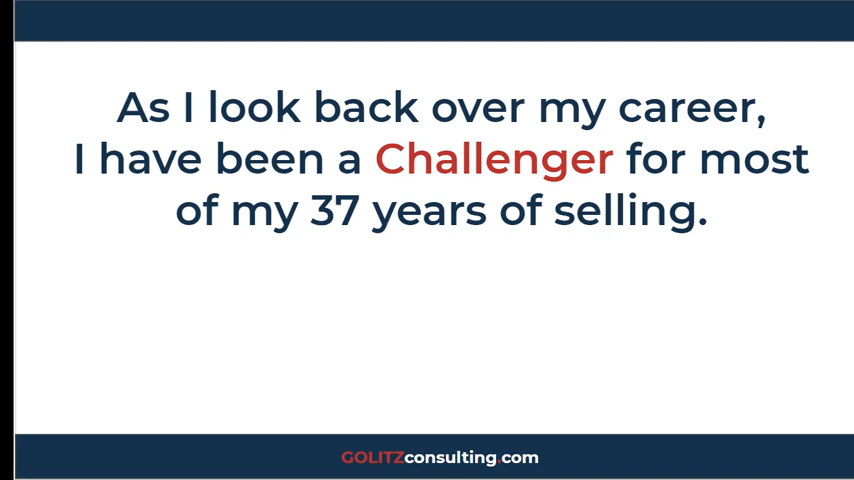 As I look back over my career,
I have been a Challenger for most
of my 37 years of selling.
GOLITZconsulting.com